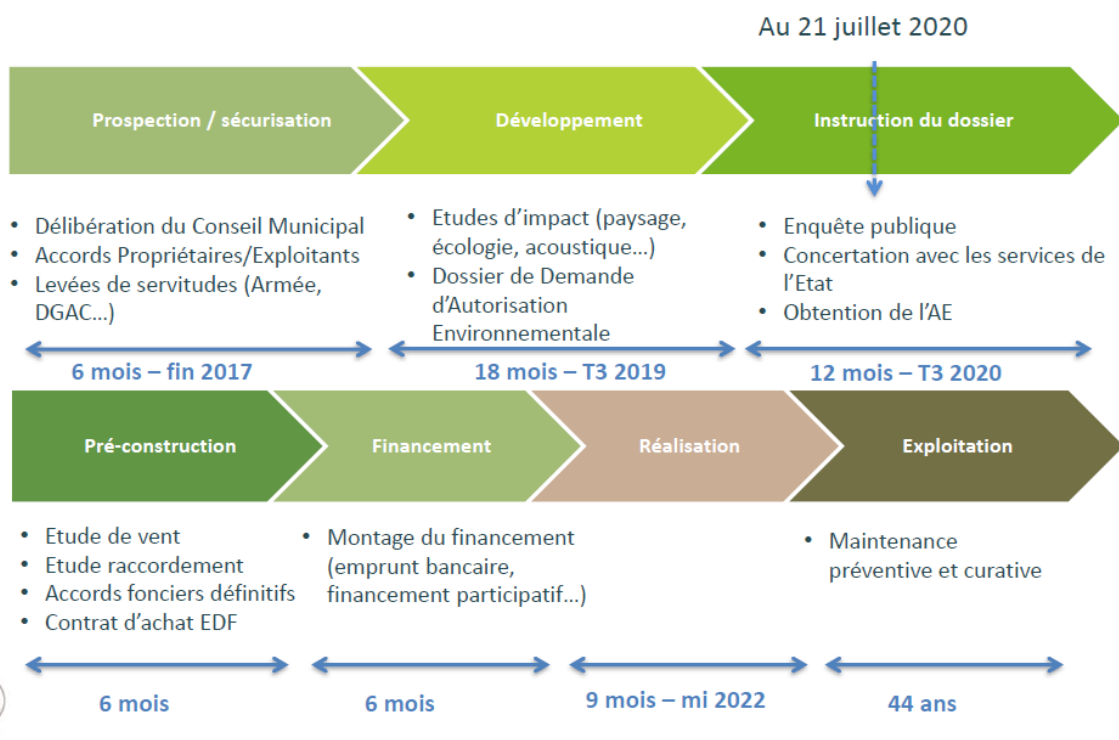 Au 21 juillet 2020
Prospection / sécurisation
Développement
Instruction du dossier
• Délibération du Conseil Municipal
• Accords Propriétaires/Exploitants
• Levées de servitudes (Armée,
DGAC...)
• Etudes d’impact (paysage,
écologie, acoustique...)
• Dossier de Demande
d’Autorisation
Environnementale
• Enquête publique
• Concertation avec les services de
l’Etat
• Obtention de l’AE
6 mois – fin 2017
18 mois – T3 2019
12 mois – T3 2020
Pré-construction
Financement
Réalisation
Exploitation
• Etude de vent
• Etude raccordement
• Accords fonciers définitifs
• Contrat d’achat EDF
• Montage du financement
(emprunt bancaire,
financement participatif...)
• Maintenance
préventive et curative
6 mois
6 mois
9 mois – mi 2022
44 ans